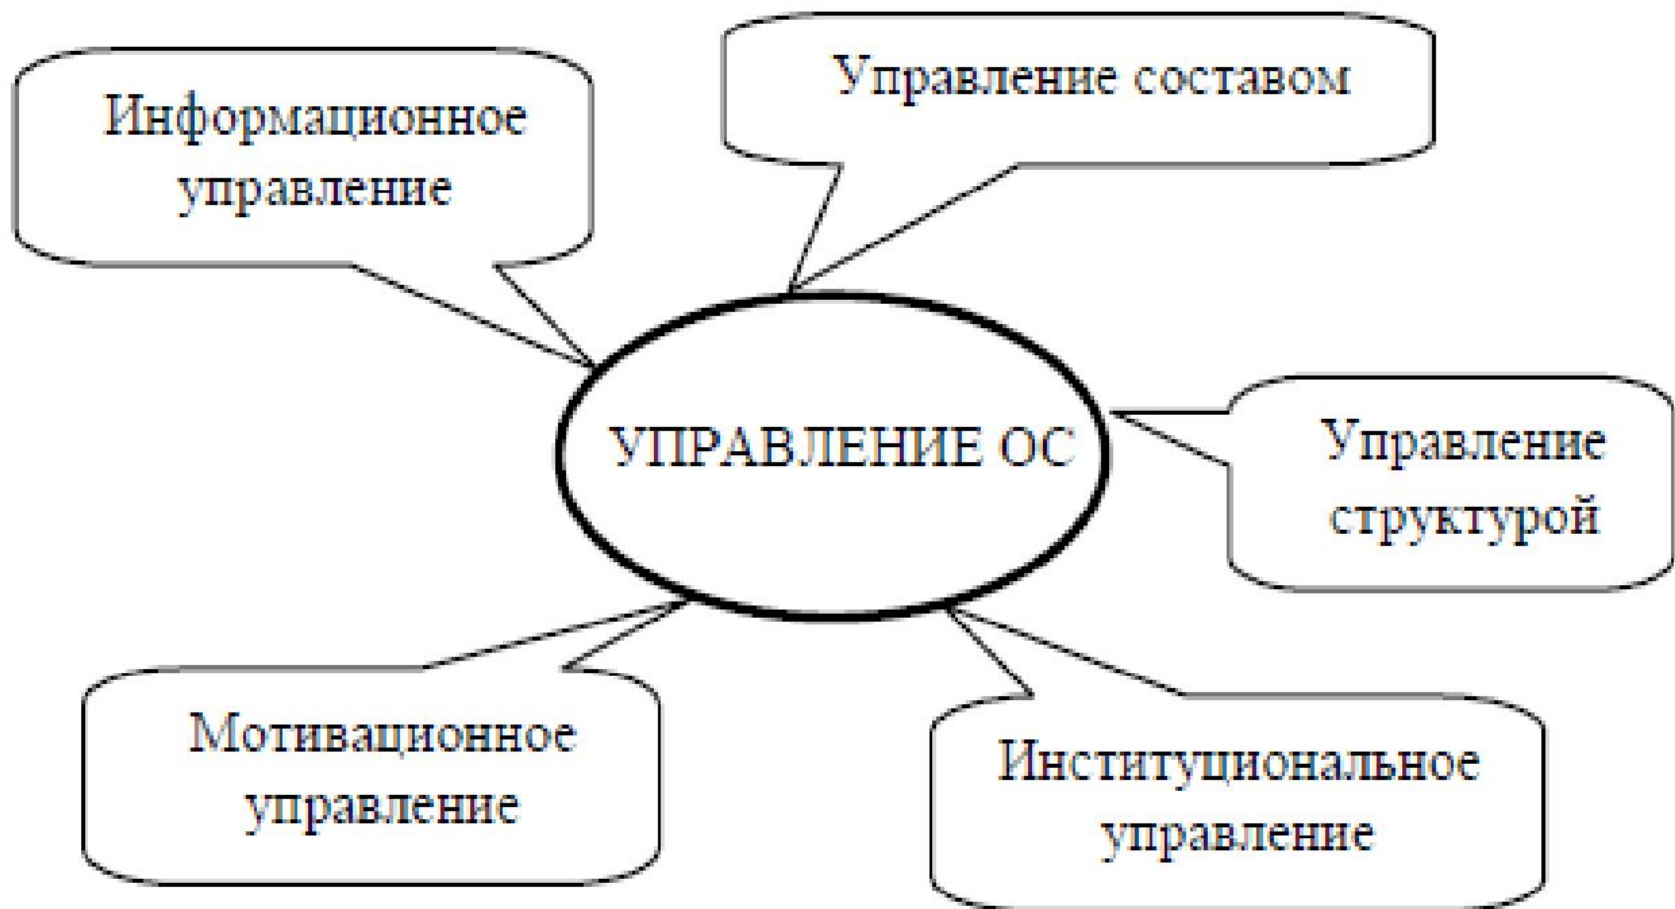 Информационное
управление
Управление составом
УПРАВЛЕНИЕ ОС
Управление
структурой
Мотивационное
управление
Институциональное
управление